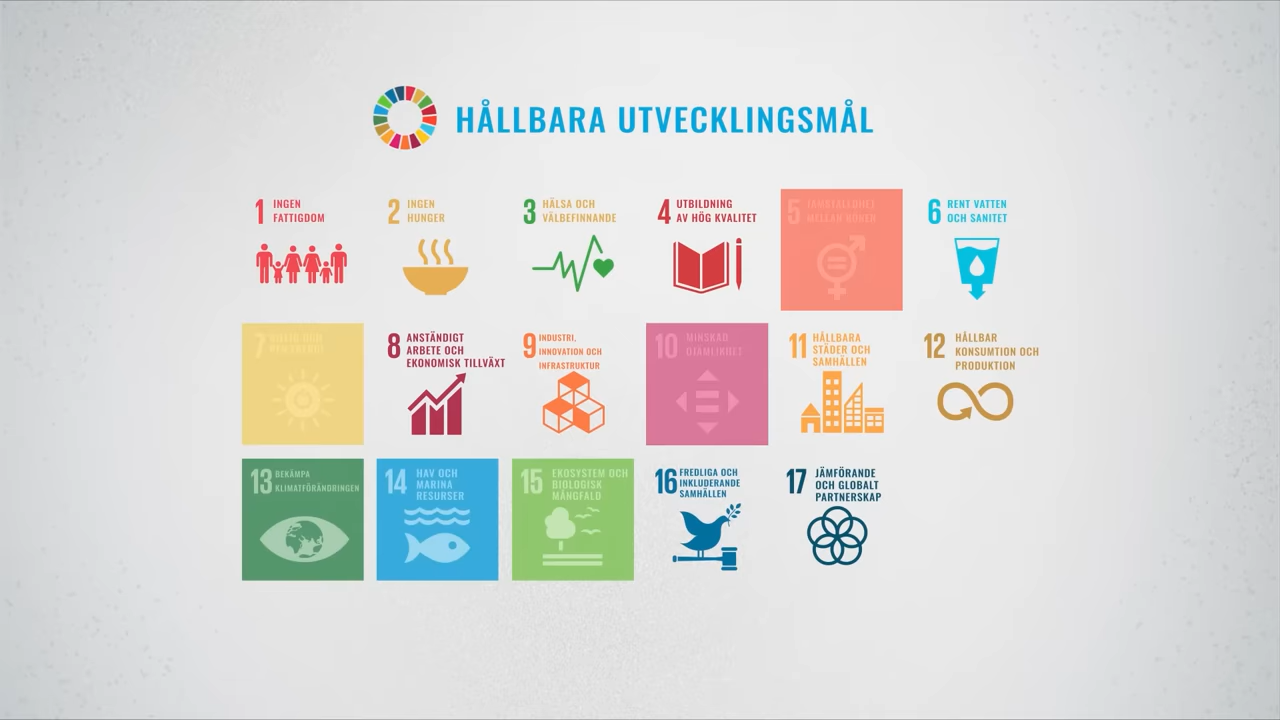 HÅLLBARA UTVECKLINGSMÅL
1 INGEN
FATTIGDOM
2 INGEN
HUNGER
3 HÄLSA OCH
VÄLBEFINNANDE
4 UTBILDNING
AV HÖG KVALITET
5 JÄMSTÄLLDHET
MELLAN KÖNEN
6 RENT VATTEN
OCH SANITET
7
8 ANSTÄNDIGT
ARBETE OCH
EKONOMISK TILLVÄXT
9 INDUSTRI,
INNOVATION OCH
INFRASTRUKTUR
10 MINSKAD
OJÄMLIKHET
11 HÅLLBARA
STÄDER OCH
SAMHÄLLEN
12 HÅLLBAR
KONSUMTION OCH
PRODUKTION
13 BEKÄMPA
KLIMATFÖRÄNDRINGEN
14 HAV OCH
MARINA
RESURSER
15 EKOSYSTEM OCH
BIOLOGISK
MÅNGFALD
16 FREDLIGA OCH
INKLUDERANDE
SAMHÄLLEN
17 JÄMFÖRANDE
OCH GLOBALT
PARTNERSKAP